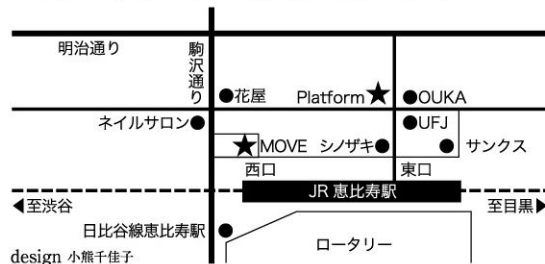 明治通り
駒沢通り
花屋
Platform
OUKA
ネイルサロン
UFJ
MOVE
シノザキ
サンクス
西口
東口
JR 恵比寿駅
至渋谷
至目黒
日比谷線恵比寿駅
ロータリー
design 小熊千佳子